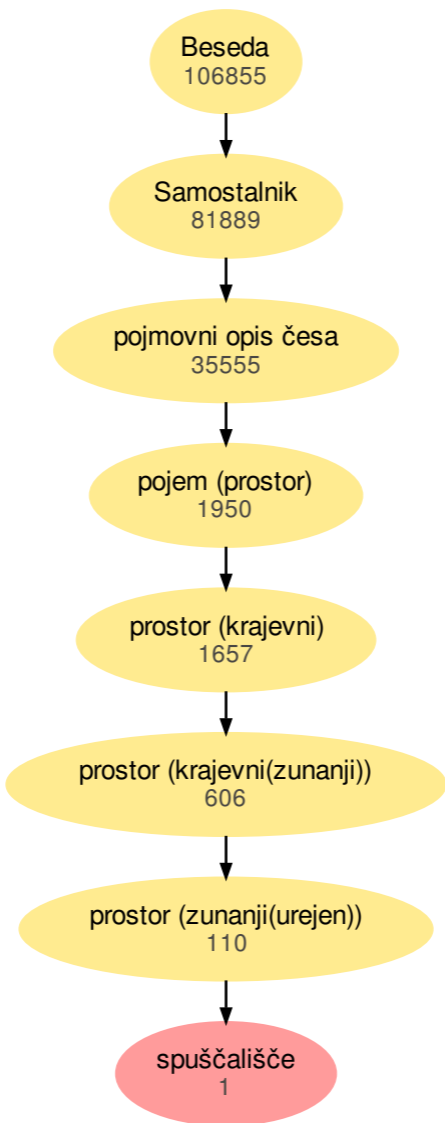 Beseda
106855
Samostalnik
81889
pojmovni opis česa
35555
pojem (prostor)
1950
prostor (krajevni)
1657
prostor (krajevni(zunanji))
606
prostor (zunanji(urejen))
110
spuščališče
1